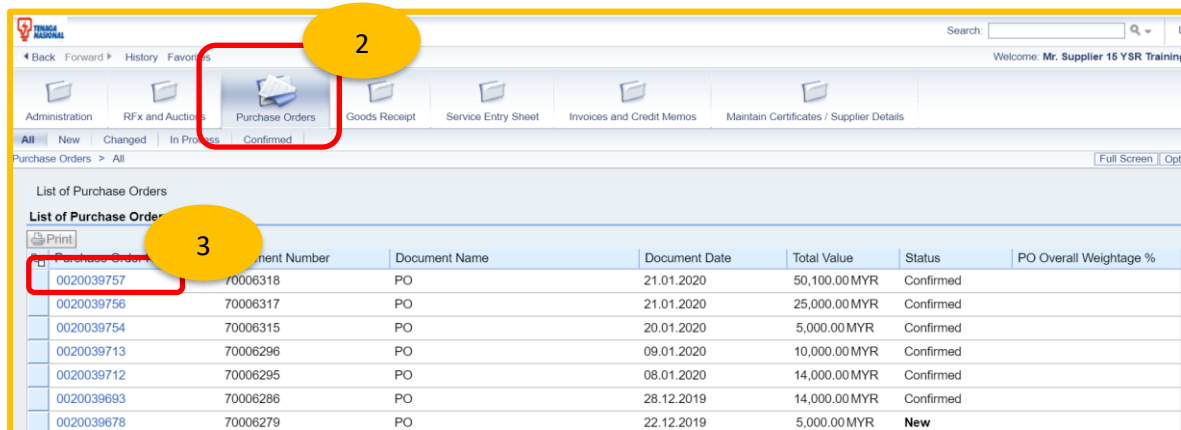 TENAGA
NASIONAL
Search:
Back Forward History Favorites
2
Welcome: Mr. Supplier 15 YSR Training
Administration RFx and Auctions Purchase Orders Goods Receipt Service Entry Sheet Invoices and Credit Memos Maintain Certificates / Supplier Details
All New Changed In Process Confirmed
Purchase Orders > All
Full Screen Opt
List of Purchase Orders
List of Purchase Order
Print
3
Purchase Order Number Document Name Document Date Total Value Status PO Overall Weightage %
0020039757 70006318 PO 21.01.2020 50,100.00 MYR Confirmed
0020039756 70006317 PO 21.01.2020 25,000.00 MYR Confirmed
0020039754 70006315 PO 20.01.2020 5,000.00 MYR Confirmed
0020039713 70006296 PO 09.01.2020 10,000.00 MYR Confirmed
0020039712 70006295 PO 08.01.2020 14,000.00 MYR Confirmed
0020039693 70006286 PO 28.12.2019 14,000.00 MYR Confirmed
0020039678 70006279 PO 22.12.2019 5,000.00 MYR New